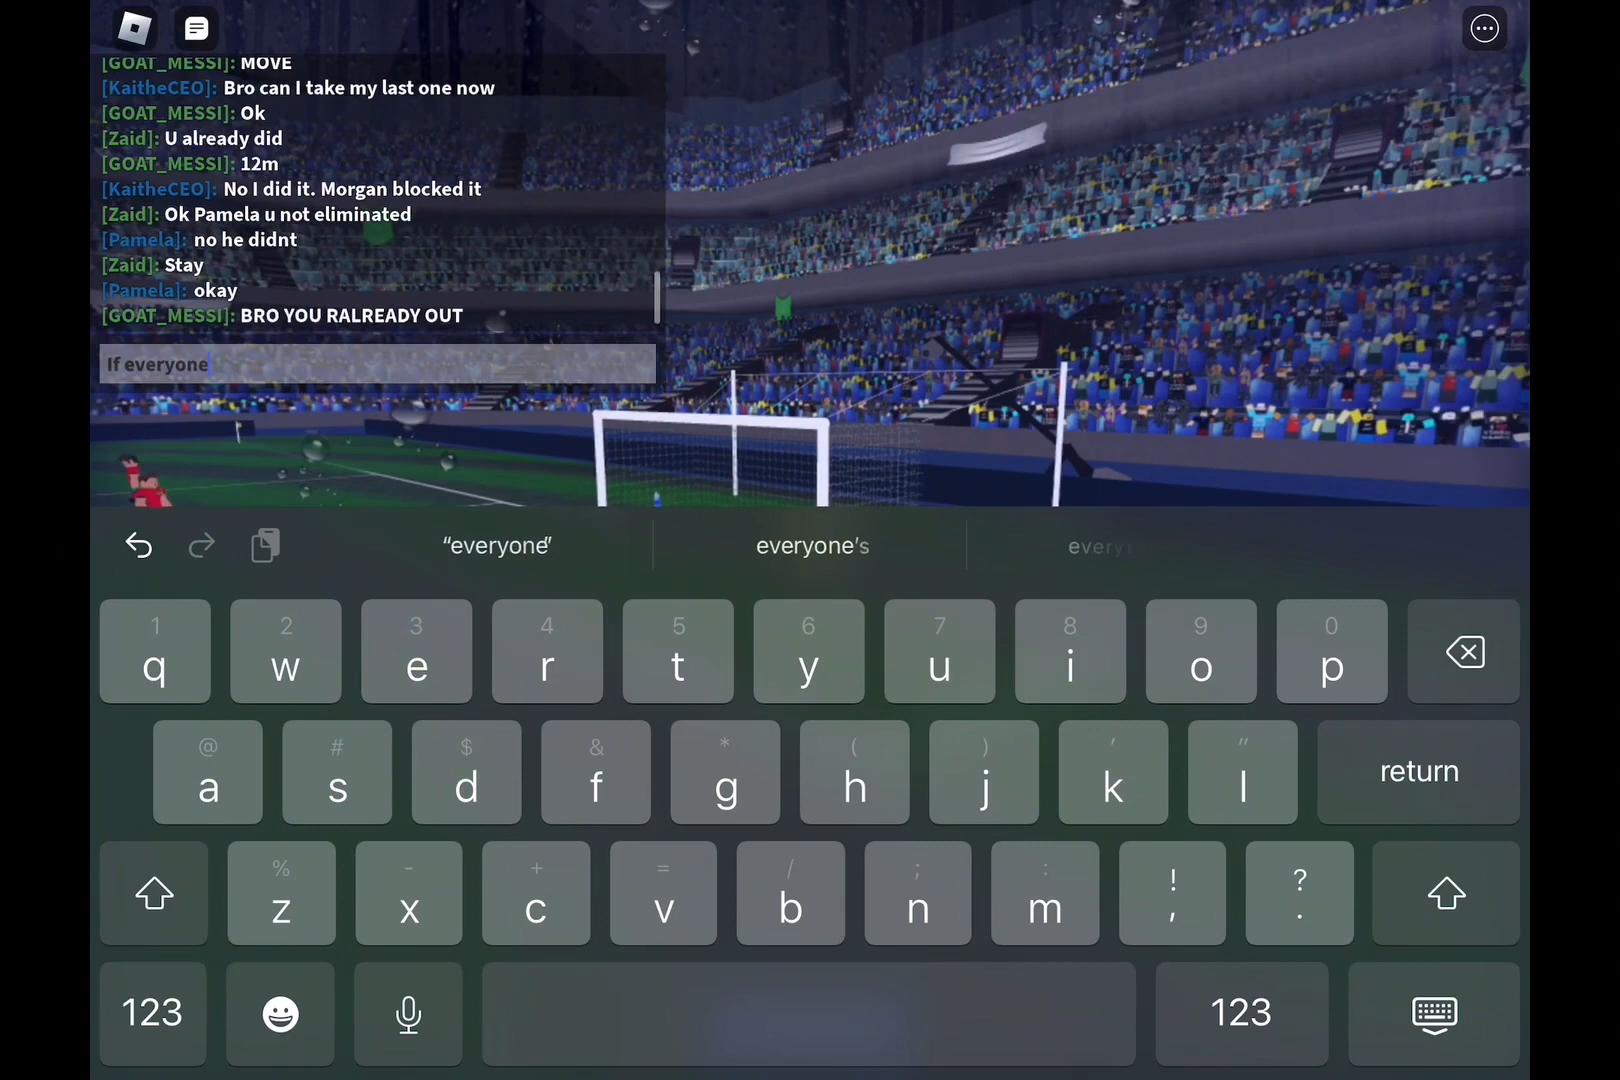 [GOAT_MESSI]: MOVE
[KaitheCEO]: Bro can I take my last one now
[GOAT_MESSI]: Ok
[Zaid]: U already did
[GOAT_MESSI]: 12m
[KaitheCEO]: No I did it. Morgan blocked it
[Zaid]: Ok Pamela u not eliminated
[Pamela]: no he didnt
[Zaid]: Stay
[Pamela]: okay
[GOAT_MESSI]: BRO YOU RALREADY OUT
If everyone
“everyone” everyone’s
1 2 3 4 5 6 7 8 9 0
q w e r t y u i o p
@ # $ & * ( ) ' "
a s d f g h j k l return
% - + = / ; : ! ?
z x c v b n m , .
123 123